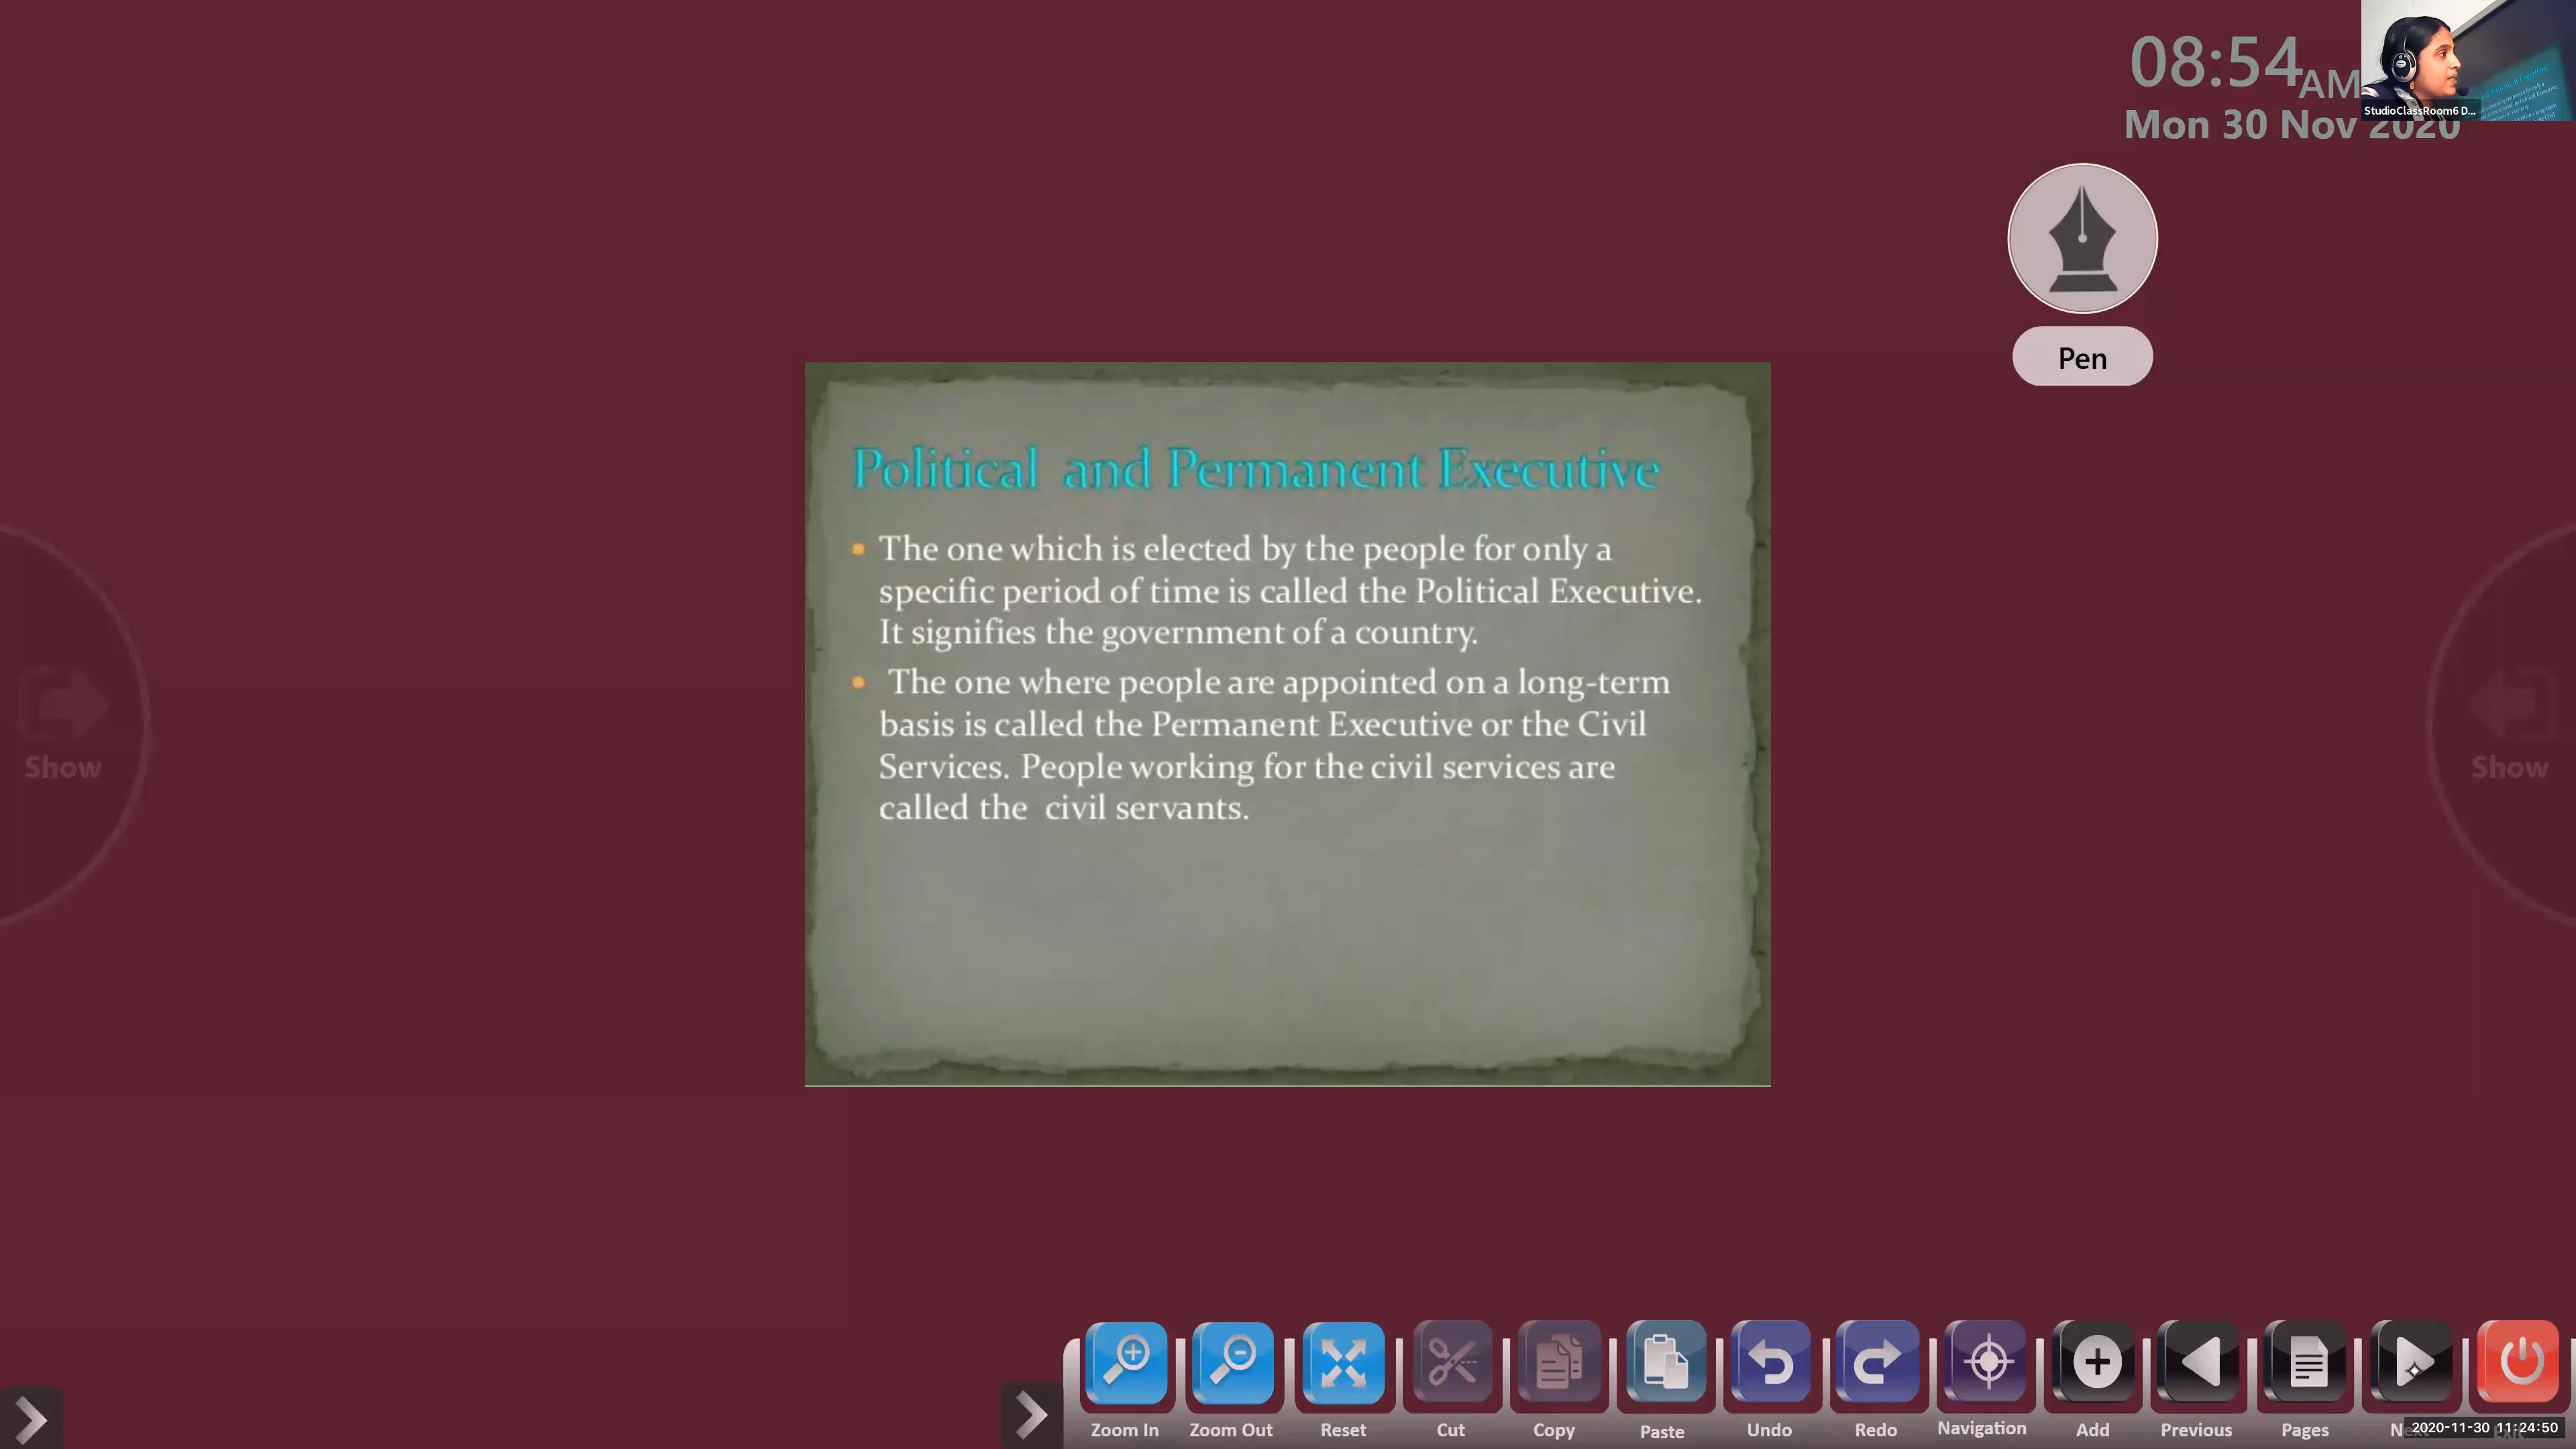 08:54 AM
Mon 30 Nov 2020
StudioClassRoom6 D...
Pen
Political and Permanent Executive
• The one which is elected by the people for only a
specific period of time is called the Political Executive.
It signifies the government of a country.
• The one where people are appointed on a long-term
basis is called the Permanent Executive or the Civil
Services. People working for the civil services are
called the civil servants.
Show
Show
Zoom In
Zoom Out
Reset
Cut
Copy
Paste
Undo
Redo
Navigation
Add
Previous
Pages
2020-11-30 11:24:50